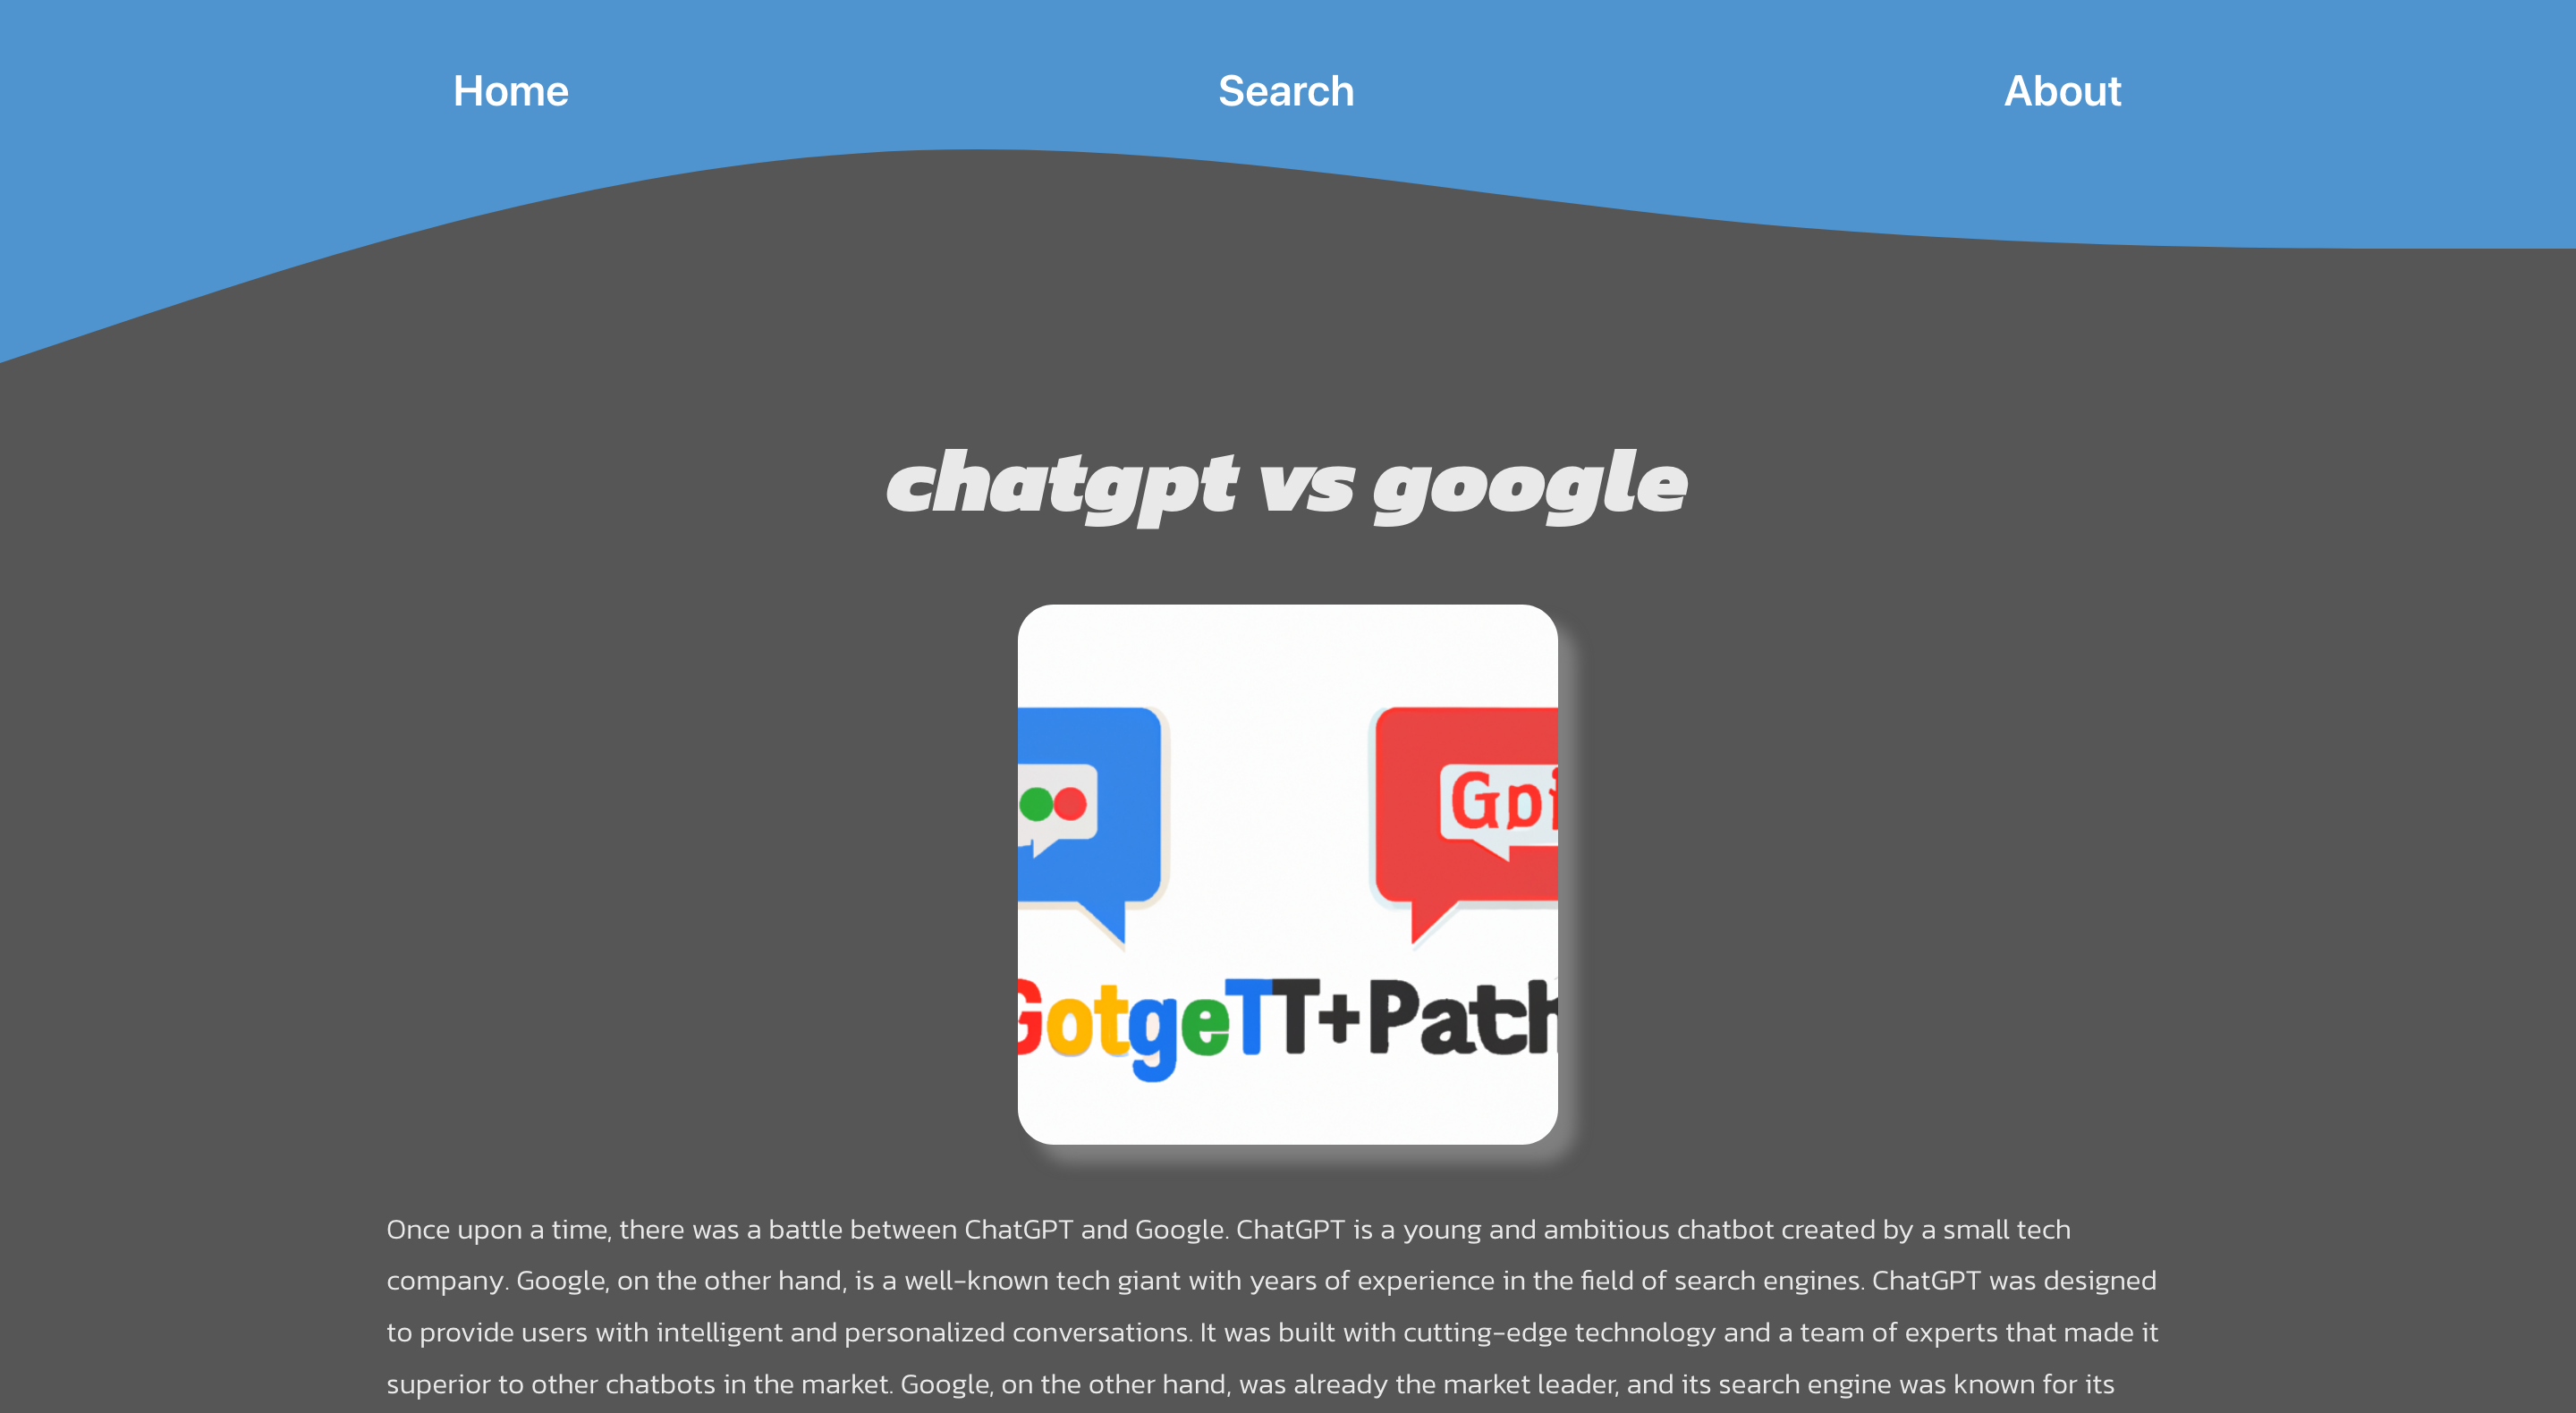 Home Search About
chatgpt vs google
Gpi
GotgeTT+Path
Once upon a time, there was a battle between ChatGPT and Google. ChatGPT is a young and ambitious chatbot created by a small tech
company. Google, on the other hand, is a well-known tech giant with years of experience in the field of search engines. ChatGPT was designed
to provide users with intelligent and personalized conversations. It was built with cutting-edge technology and a team of experts that made it
superior to other chatbots in the market. Google, on the other hand, was already the market leader, and its search engine was known for its